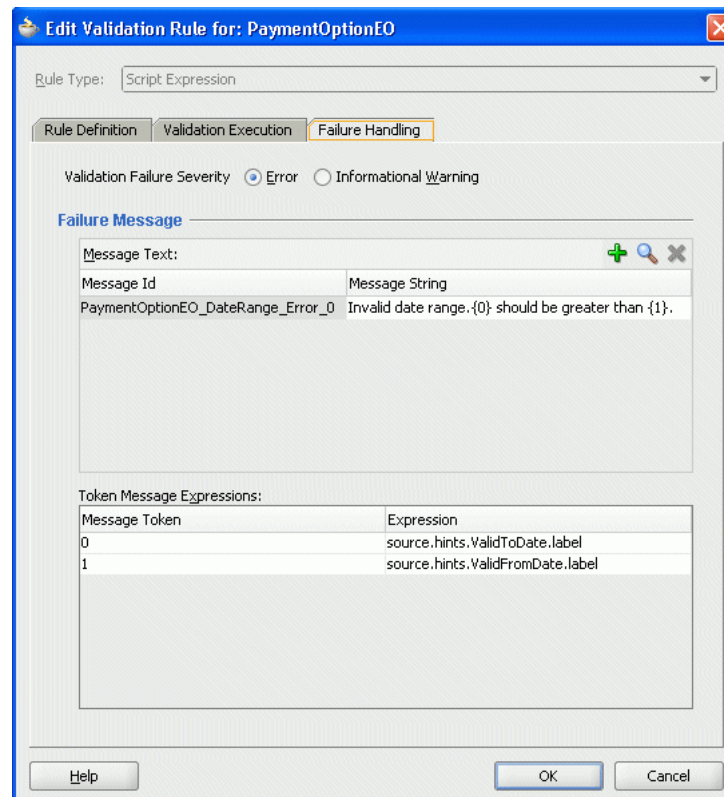 Edit Validation Rule for: PaymentOptionEO
Rule Type: Script Expression
Rule Definition Validation Execution Failure Handling
Validation Failure Severity Error Informational Warning
Failure Message
Message Text:
Message Id Message String
PaymentOptionEO_DateRange_Error_0 Invalid date range.{0} should be greater than {1}.
Token Message Expressions:
Message Token Expression
0 source.hints.ValidToDate.label
1 source.hints.ValidFromDate.label
Help OK Cancel